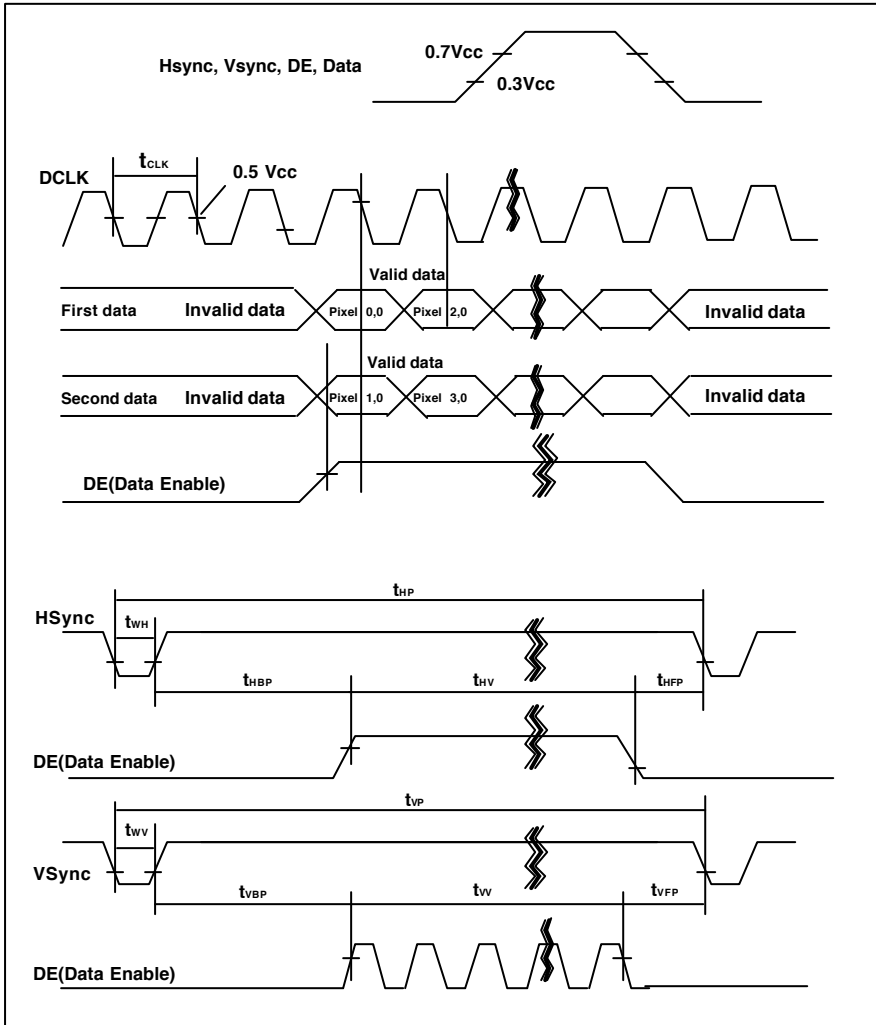 0.7Vcc
Hsync, Vsync, DE, Data
0.3Vcc
tCLK
0.5 Vcc
DCLK
Valid data
First data Invalid data Pixel 0,0 Pixel 2,0 Invalid data
Valid data
Second data Invalid data Pixel 1,0 Pixel 3,0 Invalid data
DE(Data Enable)
tHP
HSync
tWH
tHBP tHV tHFP
DE(Data Enable)
tVP
tWV
VSync
tVBP tVV tVFP
DE(Data Enable)